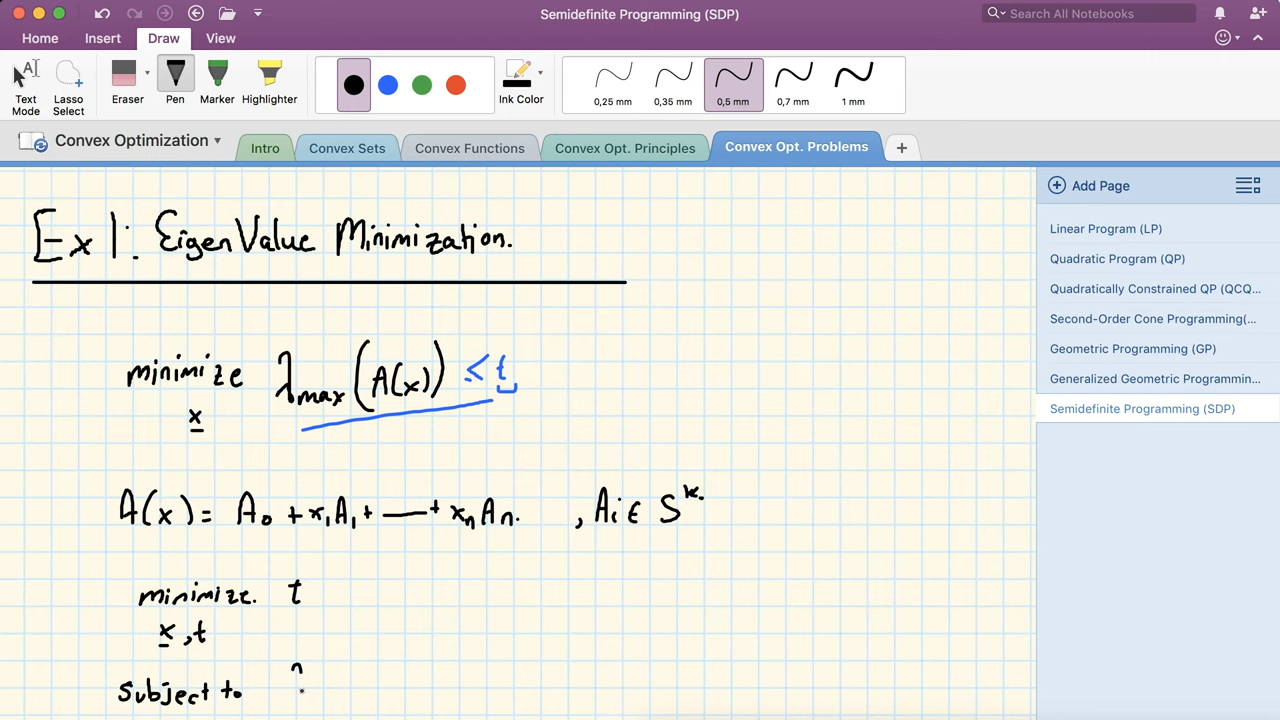 Semidefinite Programming (SDP)
Search All Notebooks
Home Insert Draw View
Text Mode
Lasso Select
Eraser
Pen
Marker
Highlighter
Ink Color
0,25 mm
0,35 mm
0,5 mm
0,7 mm
1 mm
Convex Optimization
Intro
Convex Sets
Convex Functions
Convex Opt. Principles
Convex Opt. Problems
Add Page
Linear Program (LP)
Quadratic Program (QP)
Quadratically Constrained QP (QCQ...
Second-Order Cone Programming(...
Geometric Programming (GP)
Generalized Geometric Programmin...
Semidefinite Programming (SDP)
Ex 1: EigenValue Minimization.
minimize λmax (A(x)) ≤ t
x
A(x) = A₀ + x₁A₁ + — + xₙAₙ. , Ai ∈ Sᵏ.
minimize. t
x, t
subject to